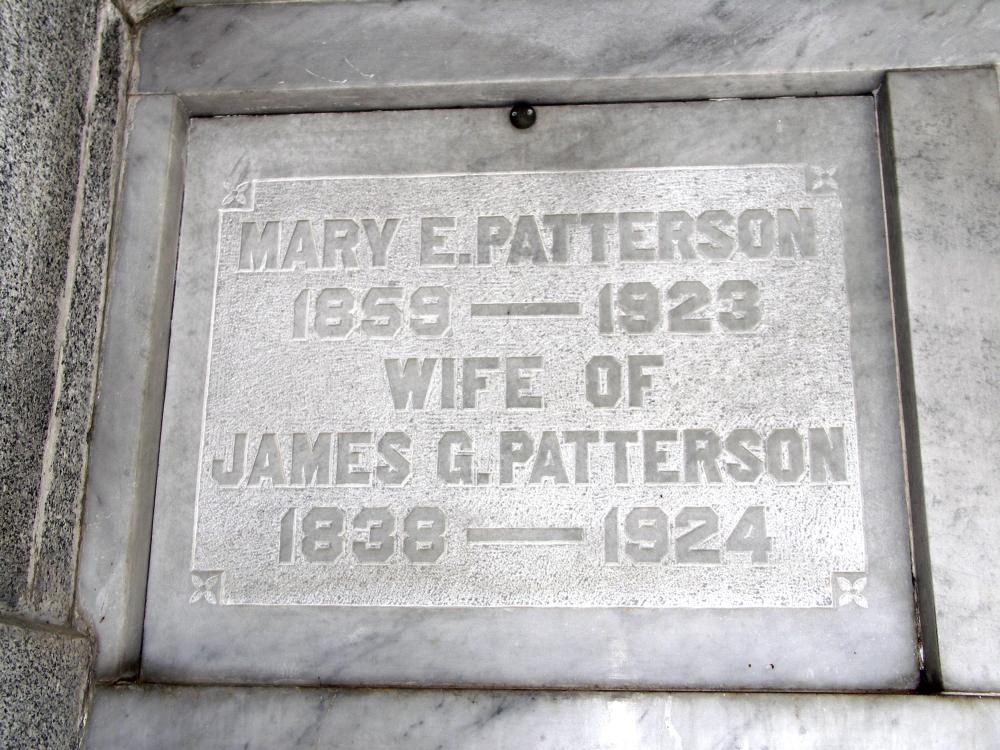 MARY E. PATTERSON
1859 — 1923
WIFE OF
JAMES G. PATTERSON
1838 — 1924